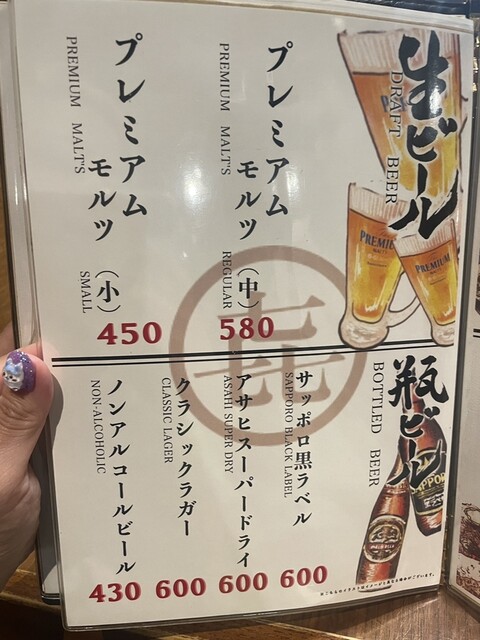 生ビール
DRAFT BEER
プレミアム
モルツ
(中)
PREMIUM MALT'S
REGULAR
580
プレミアム
モルツ
(小)
PREMIUM MALT'S
SMALL
450
PREMIUM
PREMIUM
瓶ビール
BOTTLED BEER
サッポロ黒ラベル
SAPPORO BLACK LABEL
600
アサヒスーパードライ
ASAHI SUPER DRY
600
クラシックラガー
CLASSIC LAGER
600
ノンアルコールビール
NON-ALCOHOLIC
430
SAPPORO